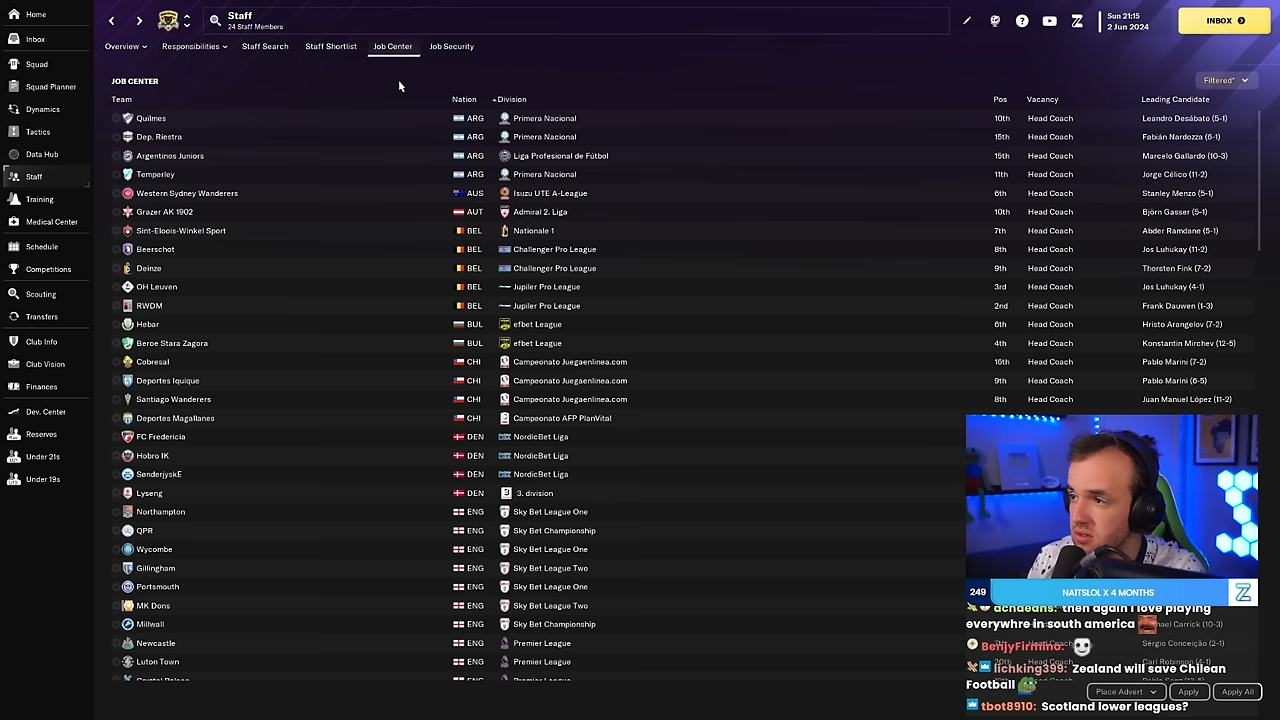 Home
Inbox
Squad
Squad Planner
Dynamics
Tactics
Data Hub
Staff
Training
Medical Center
Schedule
Competitions
Scouting
Transfers
Club Info
Club Vision
Finances
Dev. Center
Reserves
Under 21s
Under 19s
Staff
24 Staff Members
Sun 21:15
2 Jun 2024
INBOX
Overview Responsibilities Staff Search Staff Shortlist Job Center Job Security
JOB CENTER
Filtered*
Team Nation Division Pos Vacancy Leading Candidate
Quilmes ARG Primera Nacional 10th Head Coach Leandro Desábato (5-1)
Dep. Riestra ARG Primera Nacional 15th Head Coach Fabián Nardozza (6-1)
Argentinos Juniors ARG Liga Profesional de Fútbol 15th Head Coach Marcelo Gallardo (10-3)
Temperley ARG Primera Nacional 11th Head Coach Jorge Célico (11-2)
Western Sydney Wanderers AUS Isuzu UTE A-League 6th Head Coach Stanley Menzo (5-1)
Grazer AK 1902 AUT Admiral 2. Liga 10th Head Coach Björn Gasser (5-1)
Sint-Eloois-Winkel Sport BEL Nationale 1 7th Head Coach Abder Ramdane (5-1)
Beerschot BEL Challenger Pro League 8th Head Coach Jos Luhukay (11-2)
Deinze BEL Challenger Pro League 9th Head Coach Thorsten Fink (7-2)
OH Leuven BEL Jupiler Pro League 3rd Head Coach Jos Luhukay (4-1)
RWDM BEL Jupiler Pro League 2nd Head Coach Frank Dauwen (1-3)
Hebar BUL efbet League 6th Head Coach Hristo Arangelov (7-2)
Beroe Stara Zagora BUL efbet League 4th Head Coach Konstantin Mirchev (12-5)
Cobresal CHI Campeonato Juegaenlinea.com 16th Head Coach Pablo Marini (7-2)
Deportes Iquique CHI Campeonato Juegaenlinea.com 9th Head Coach Pablo Marini (6-5)
Santiago Wanderers CHI Campeonato Juegaenlinea.com 8th Head Coach Juan Manuel López (11-2)
Deportes Magallanes CHI Campeonato AFP PlanVital
FC Fredericia DEN NordicBet Liga
Hobro IK DEN NordicBet Liga
SønderjyskE DEN NordicBet Liga
Lyseng DEN 3. division
Northampton ENG Sky Bet League One
QPR ENG Sky Bet Championship
Wycombe ENG Sky Bet League One
Gillingham ENG Sky Bet League Two
Portsmouth ENG Sky Bet League One
MK Dons ENG Sky Bet League Two
Millwall ENG Sky Bet Championship
Newcastle ENG Premier League Sérgio Conceição (2-1)
Luton Town ENG Premier League 20th Head Coach Carl Robinson (4-1)
249 NAITSLOL X 4 MONTHS
achdeans: then again i love playing
everywhre in south america
BenjyFirmino:
lichking399: Zealand will save Chilean
Football
tbot8910: Scotland lower leagues?
Place Advert Apply Apply All